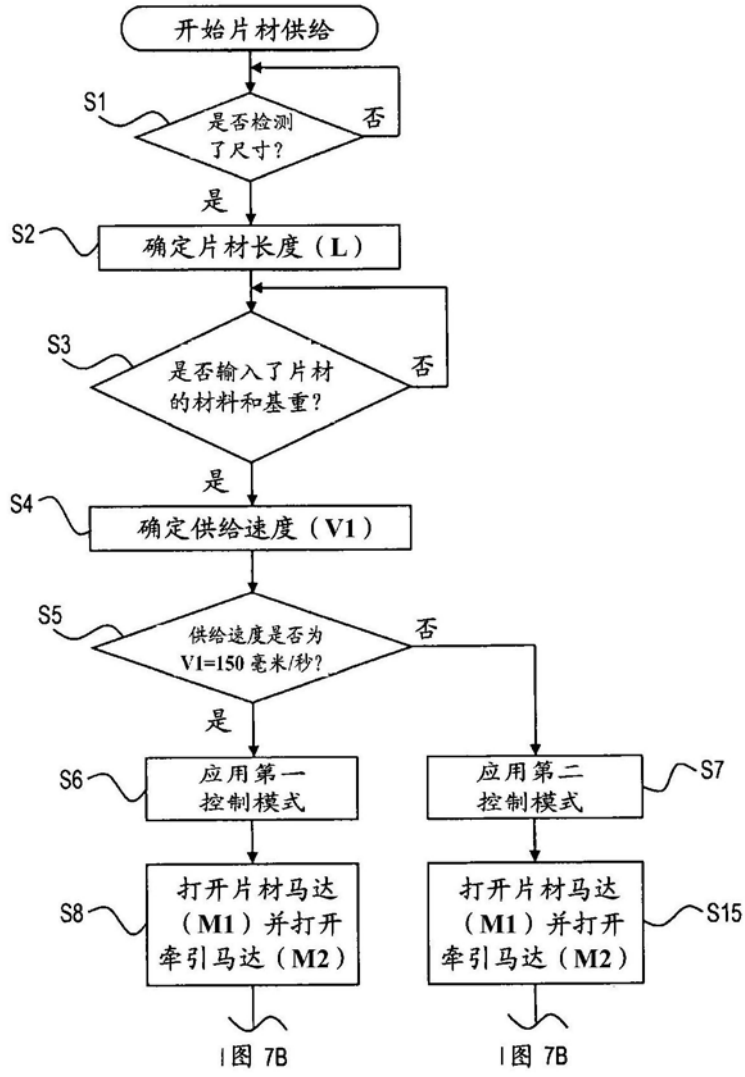 开始片材供给
S1
是否检测
了尺寸?
否
是
S2
确定片材长度（L）
S3
是否输入了片材
的材料和基重?
否
是
S4
确定供给速度（V1）
S5
供给速度是否为
V1=150 毫米/秒?
否
是
S6
应用第一
控制模式
应用第二
控制模式
S7
S8
打开片材马达
（M1）并打开
牵引马达（M2）
打开片材马达
（M1）并打开
牵引马达（M2）
S15
图 7B
图 7B